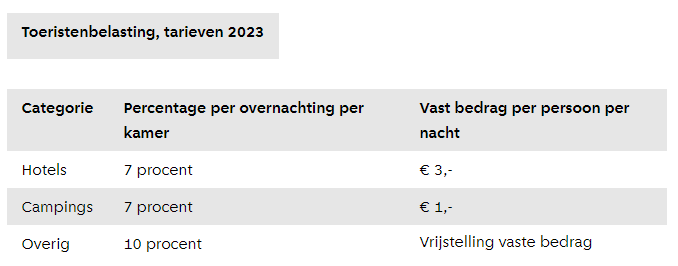 Toeristenbelasting, tarieven 2023
Categorie Percentage per overnachting per kamer Vast bedrag per persoon per nacht
Hotels 7 procent € 3,-
Campings 7 procent € 1,-
Overig 10 procent Vrijstelling vaste bedrag